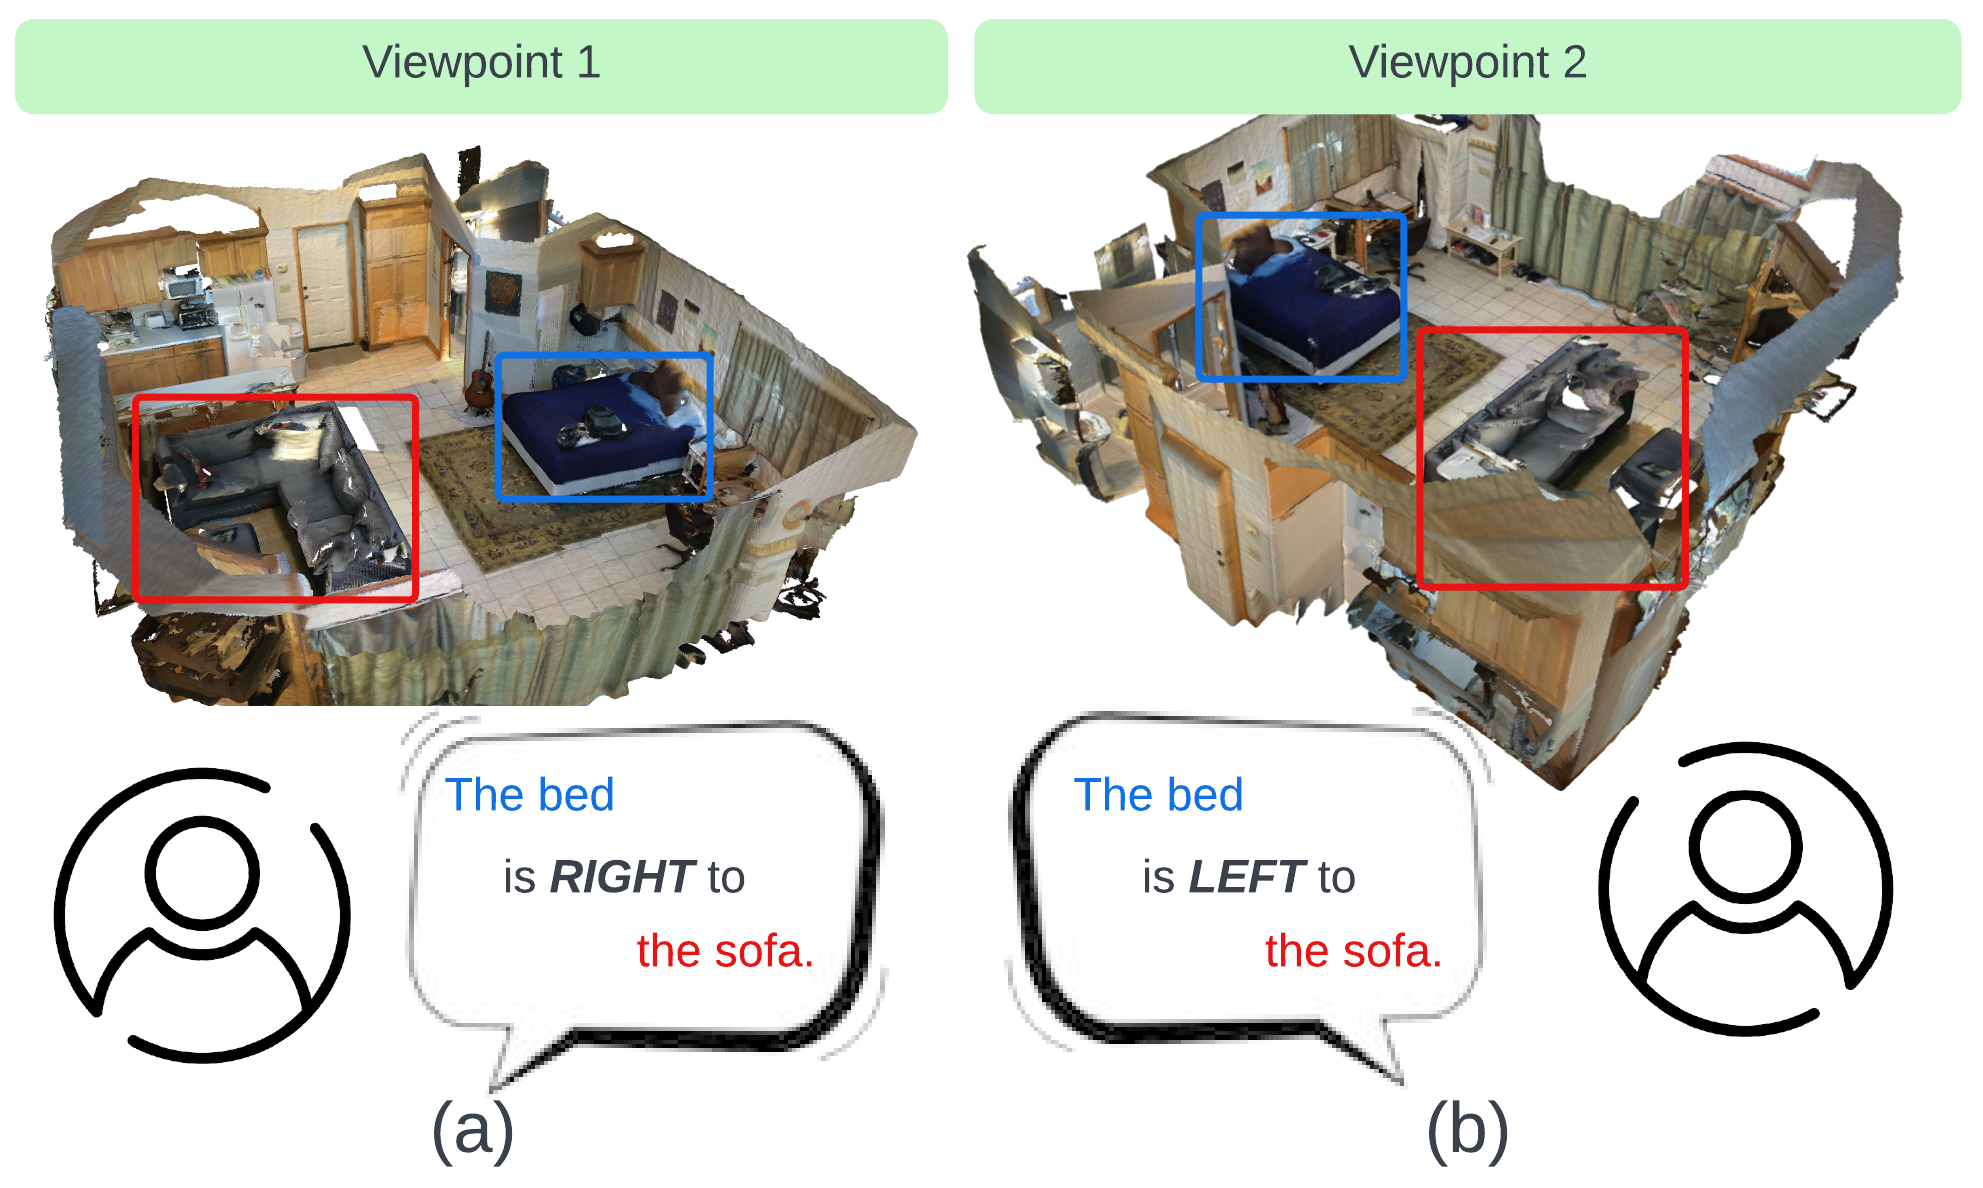 Viewpoint 1
Viewpoint 2
The bed
is RIGHT to
the sofa.
The bed
is LEFT to
the sofa.
(a)
(b)